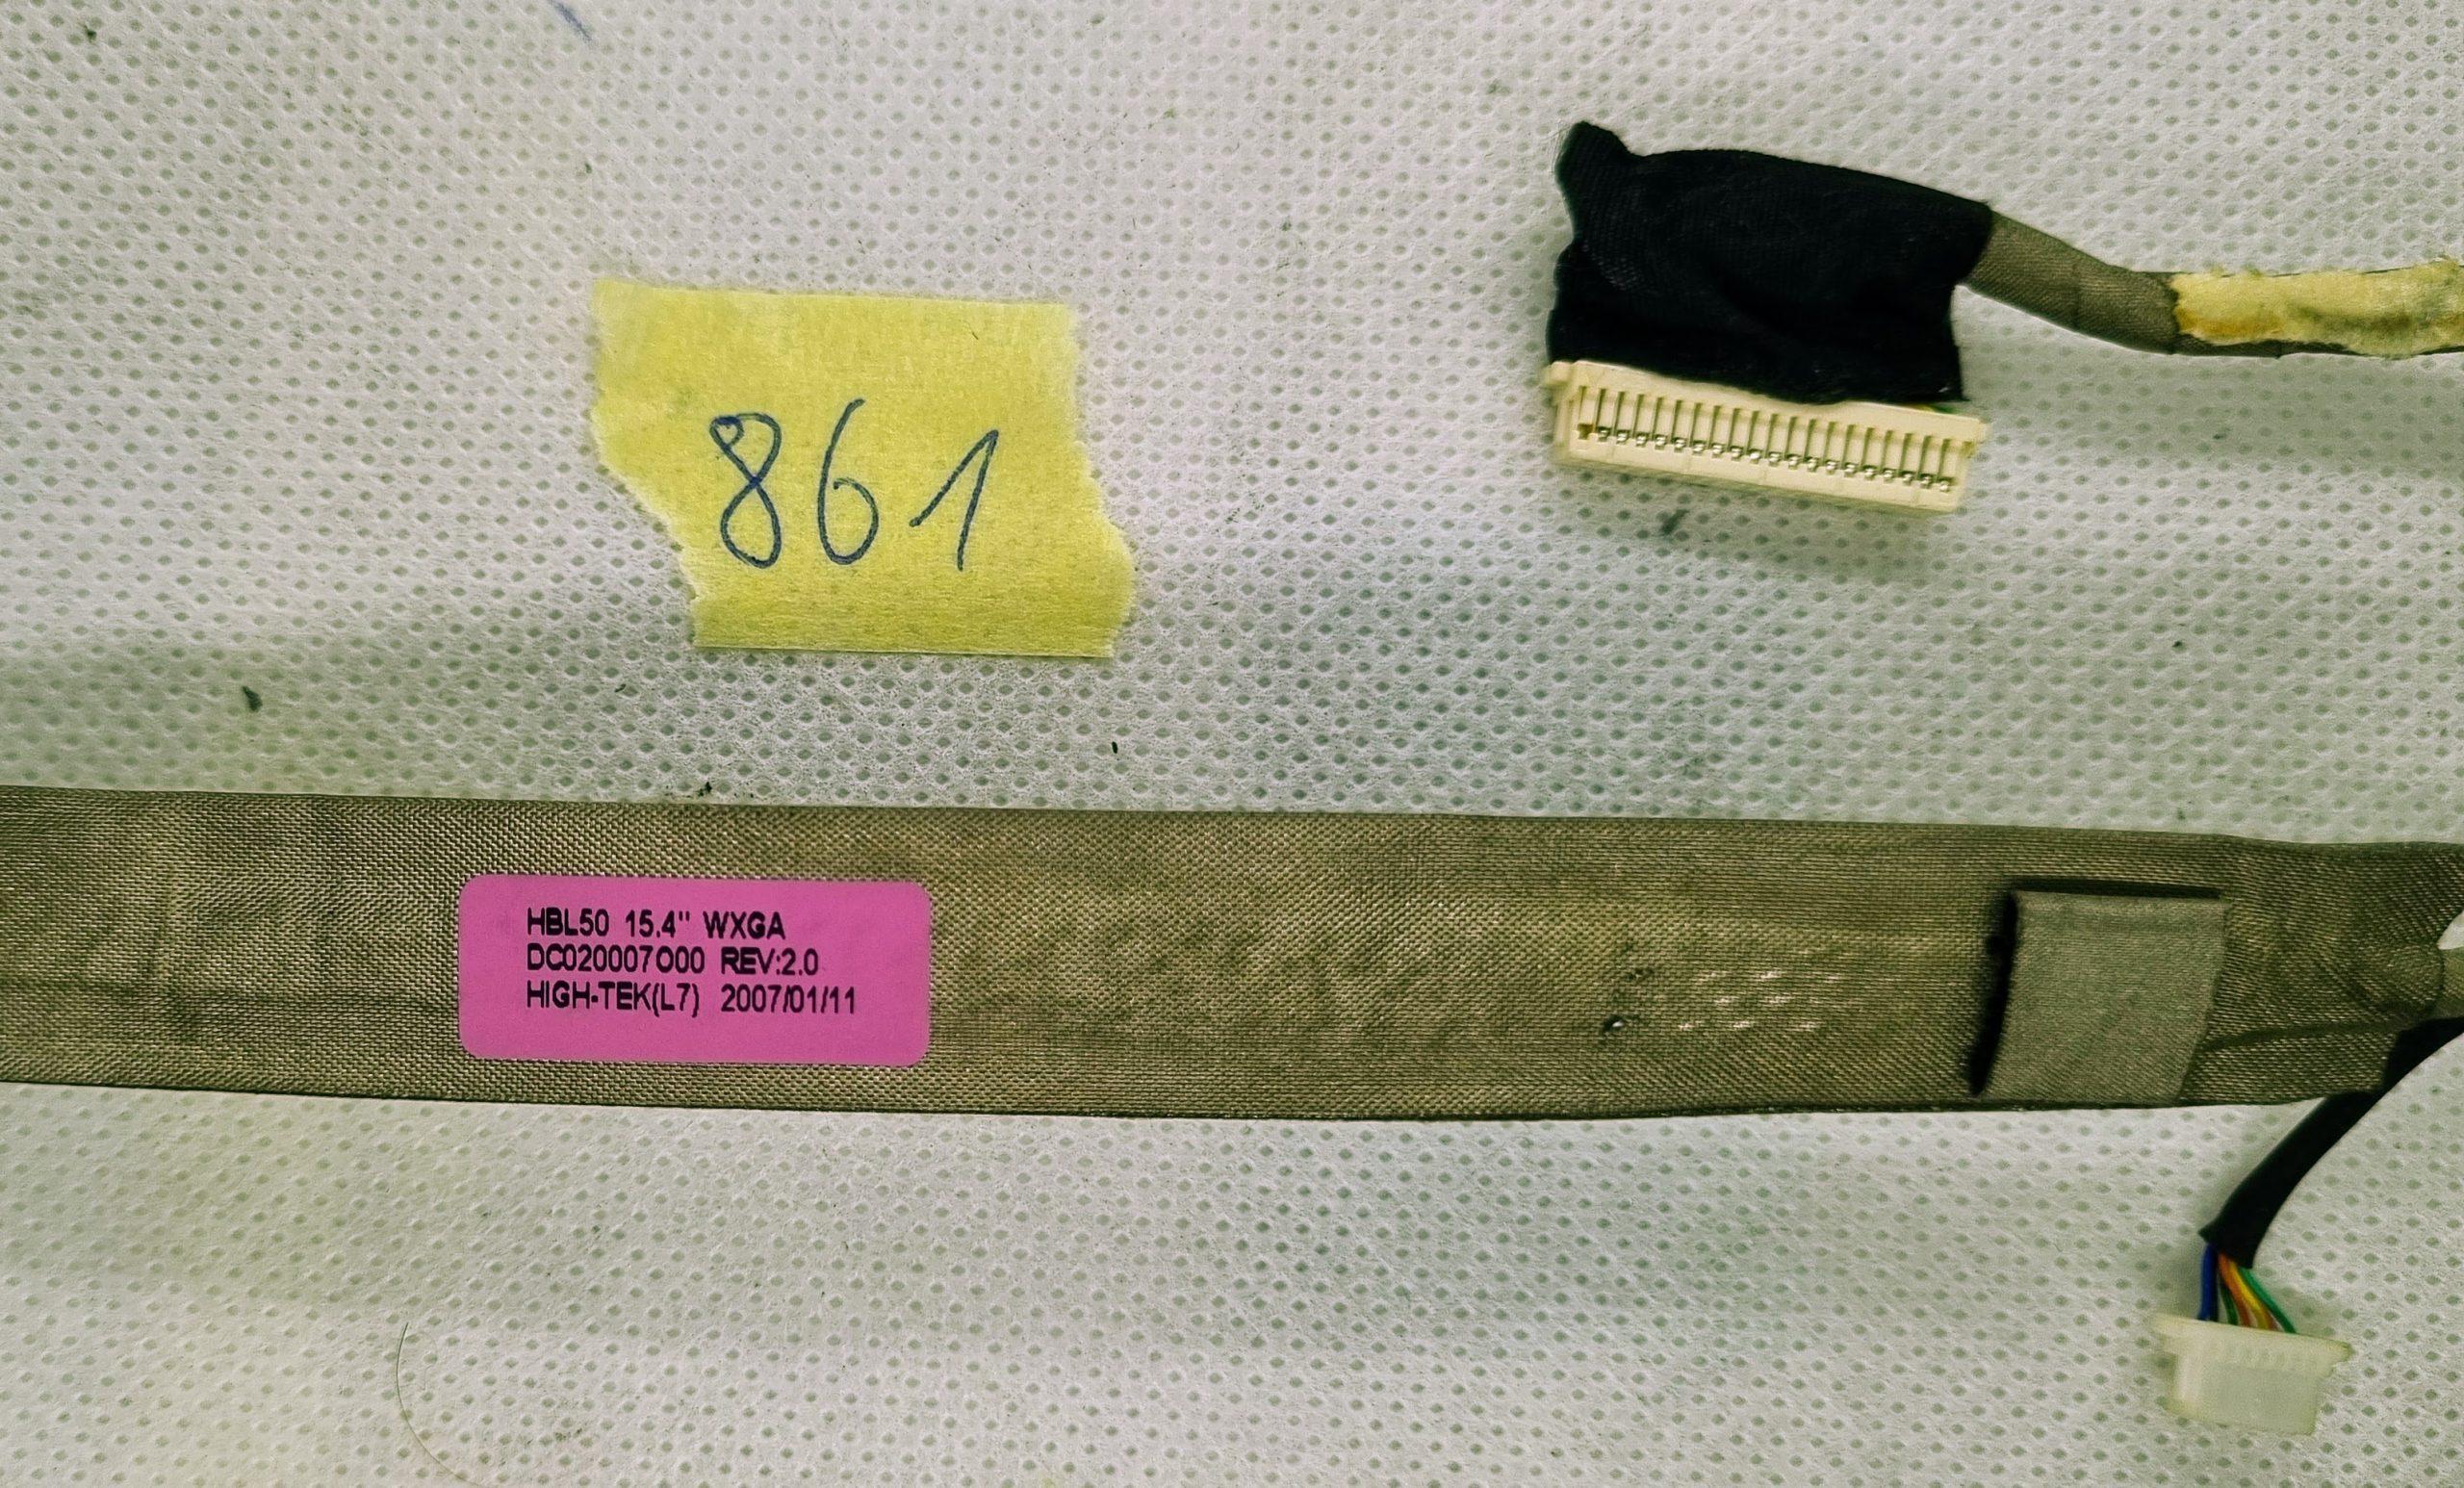 861
HBL50 15.4" WXGA
DC020007O00 REV:2.0
HIGH-TEK(L7) 2007/01/11